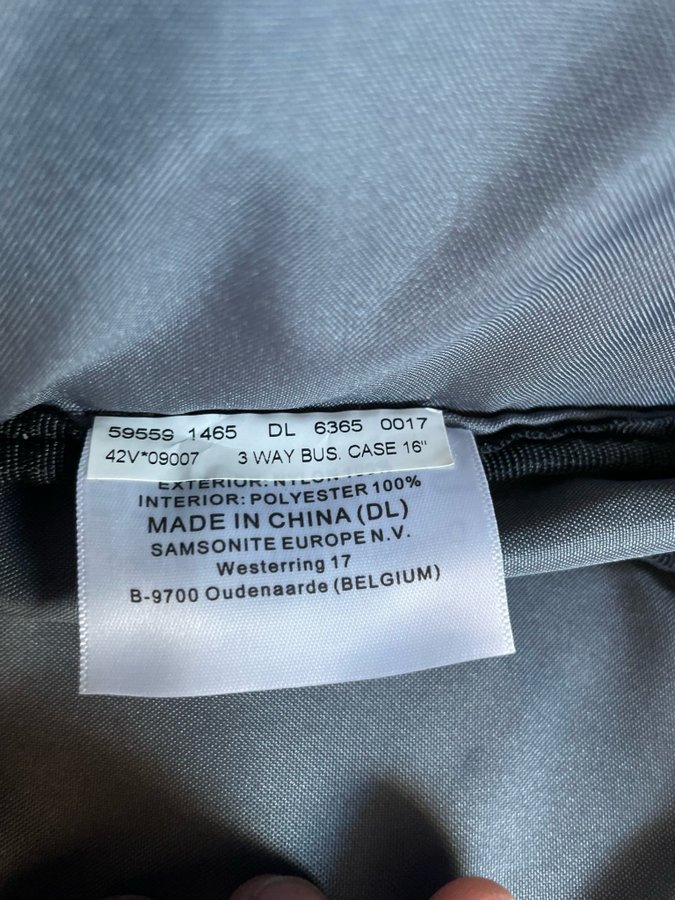 59559 1465 DL 6365 0017
42V*09007 3 WAY BUS. CASE 16"
EXTERIOR: NYLON
INTERIOR: POLYESTER 100%
MADE IN CHINA (DL)
SAMSONITE EUROPE N.V.
Westerring 17
B-9700 Oudenaarde (BELGIUM)